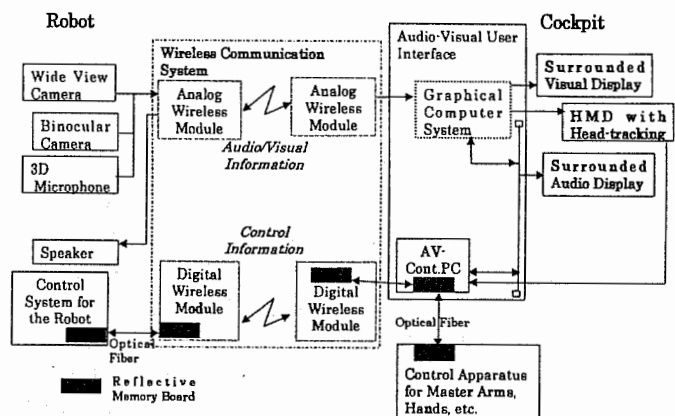 Robot
Cockpit
Wireless Communication
System
Audio-Visual User
Interface
Wide View
Camera
Binocular
Camera
3D
Microphone
Speaker
Control
System for
the Robot
Analog
Wireless
Module
Analog
Wireless
Module
Audio/Visual
Information
Control
Information
Digital
Wireless
Module
Digital
Wireless
Module
Graphical
Computer
System
AV-
Cont.PC
Surrounded
Visual Display
HMD with
Head-tracking
Surrounded
Audio Display
Optical
Fiber
Optical Fiber
Reflective
Memory Board
Control Apparatus
for Master Arms,
Hands, etc.